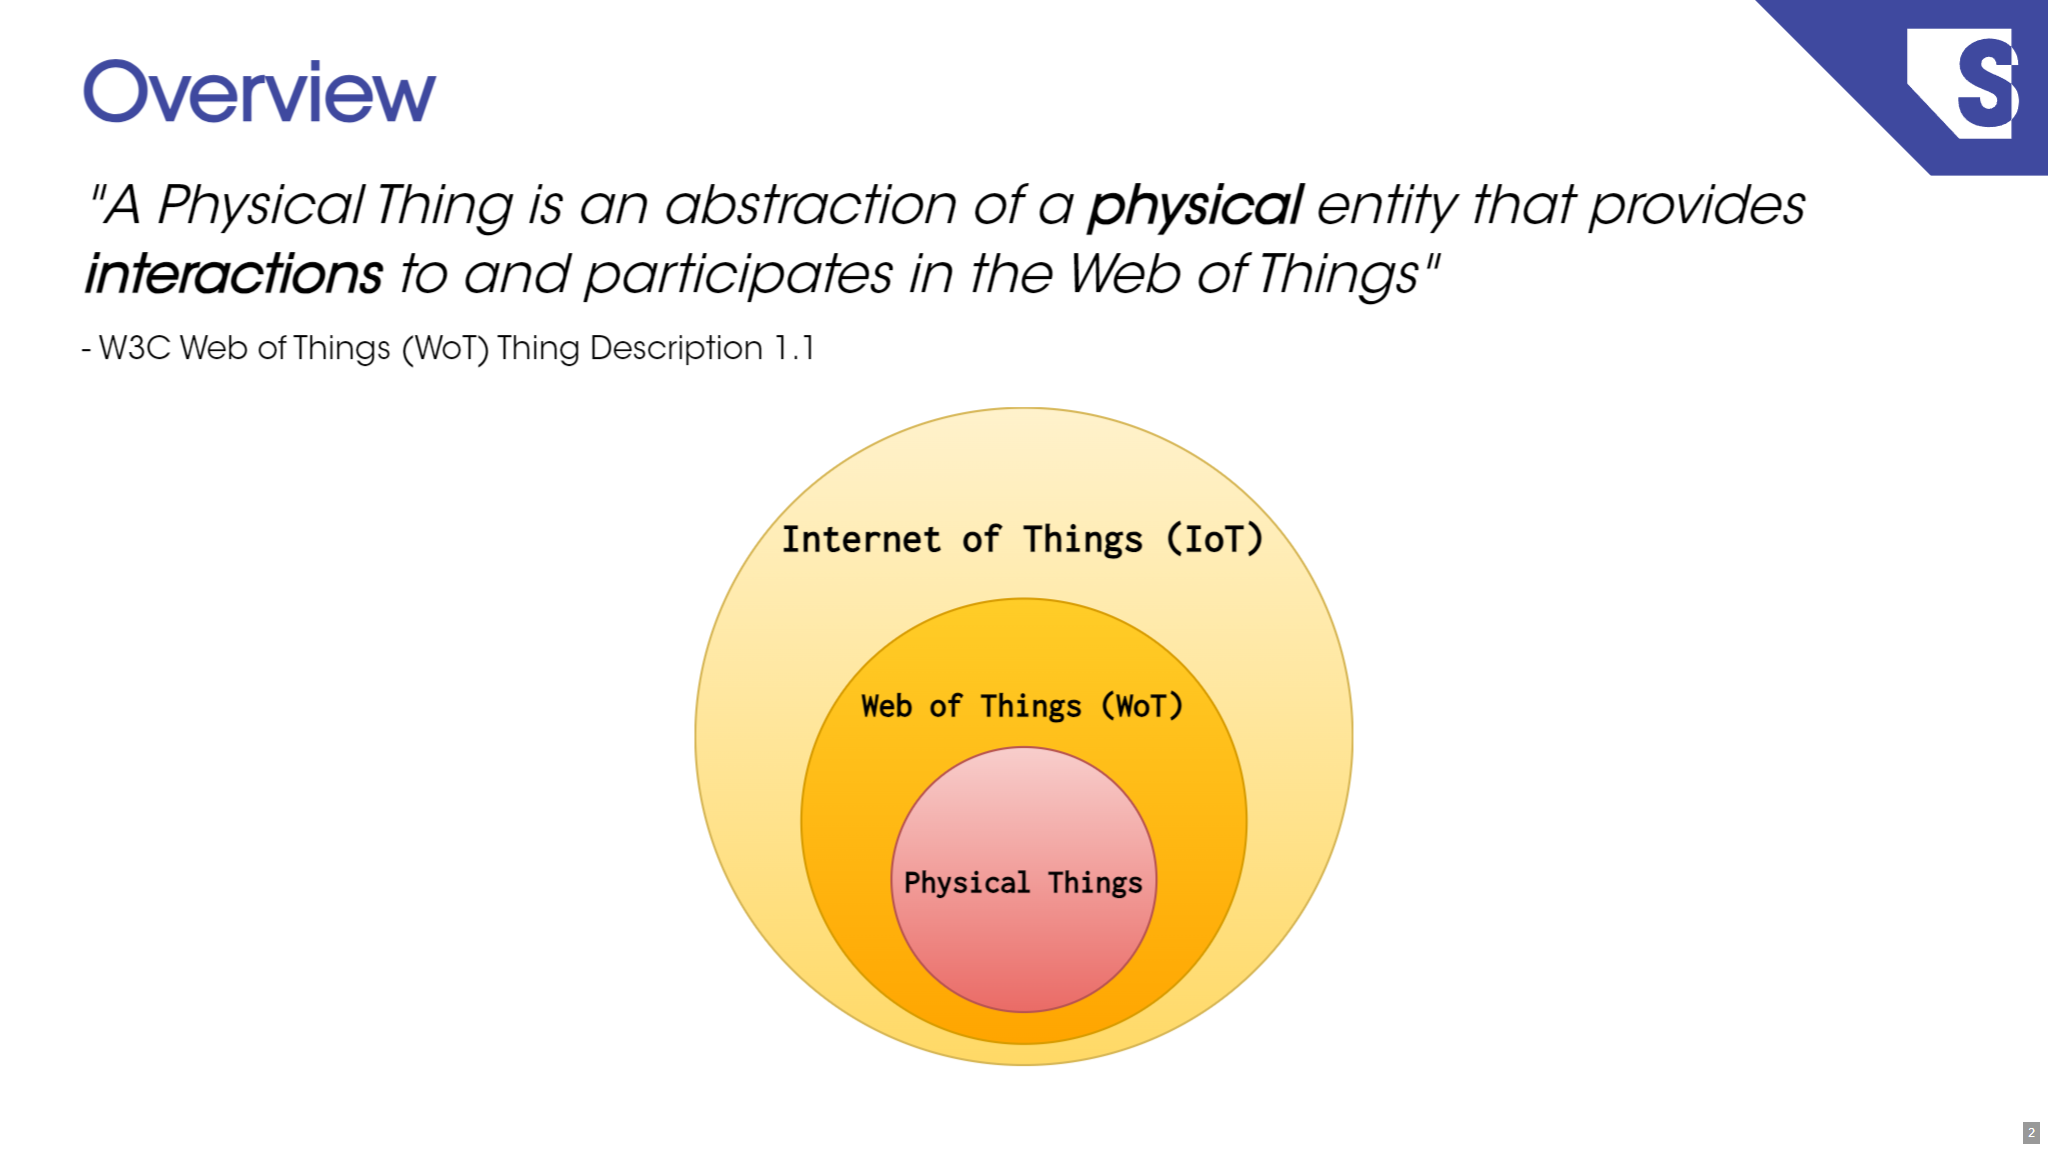 Overview
S
"A Physical Thing is an abstraction of a physical entity that provides
interactions to and participates in the Web of Things"
- W3C Web of Things (WoT) Thing Description 1.1
Internet of Things (IoT)
Web of Things (WoT)
Physical Things
2